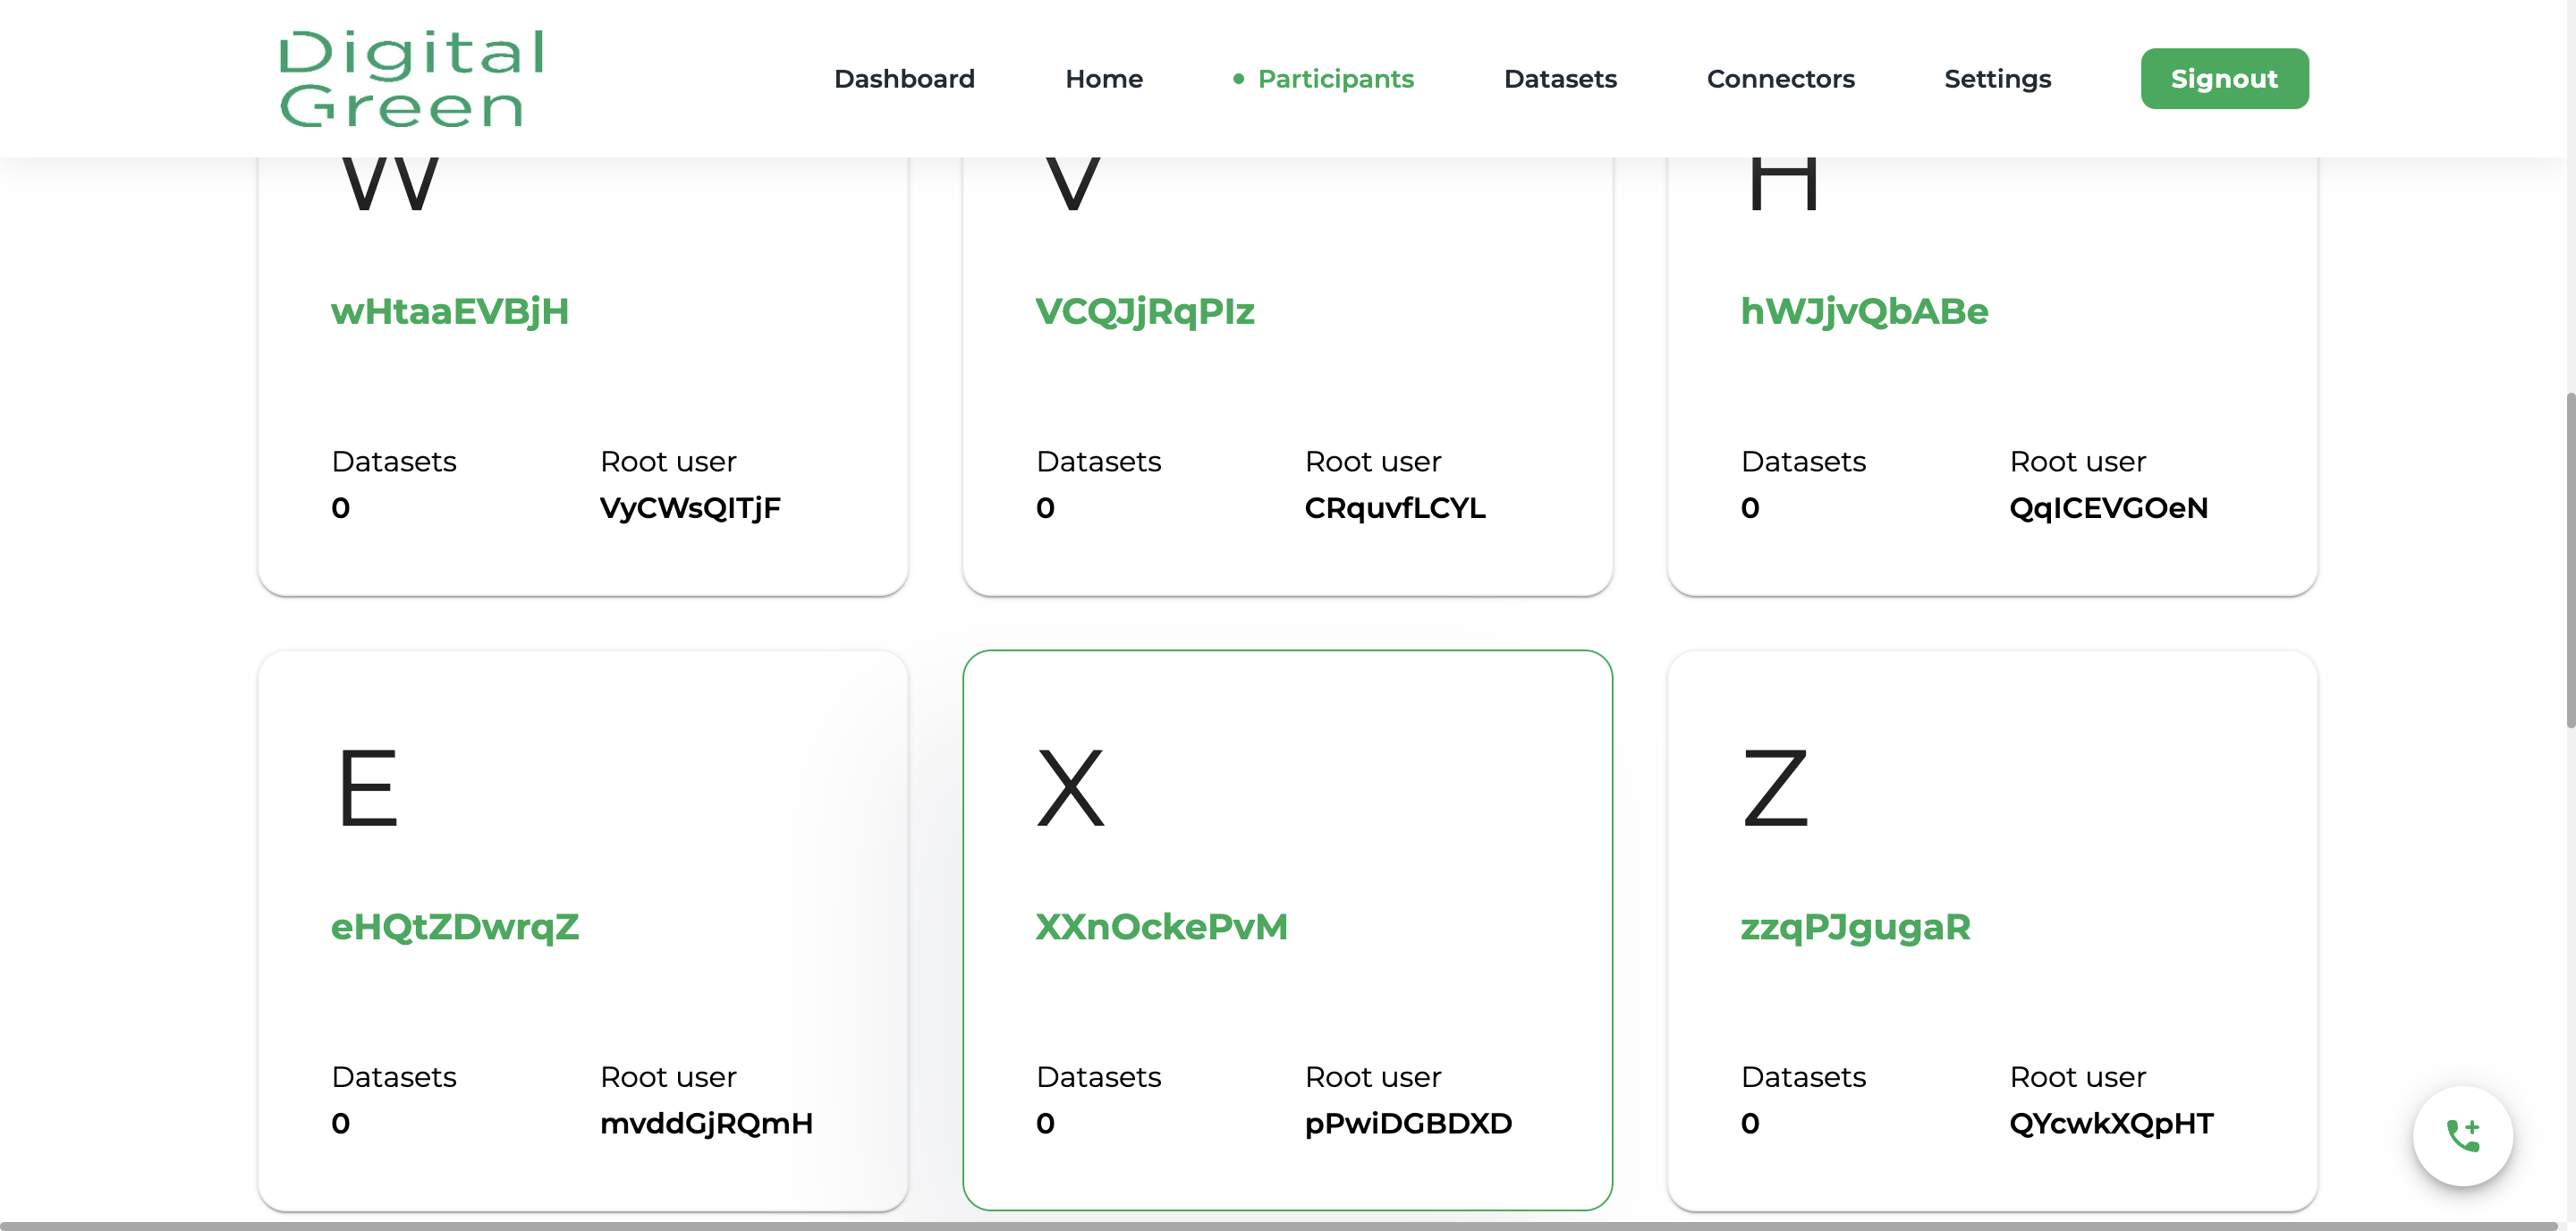 Digital
Green
Dashboard Home Participants Datasets Connectors Settings Signout
W V H
wHtaaEVBjH VCQJjRqPIz hWJjvQbABe
Datasets Root user Datasets Root user Datasets Root user
0 VyCWsQITjF 0 CRquvfLCYL 0 QqICEVGOeN
E X Z
eHQtZDwrqZ XXnOckePvM zzqPJgugaR
Datasets Root user Datasets Root user Datasets Root user
0 mvddGjRQmH 0 pPwiDGBDXD 0 QYcwkXQpHT